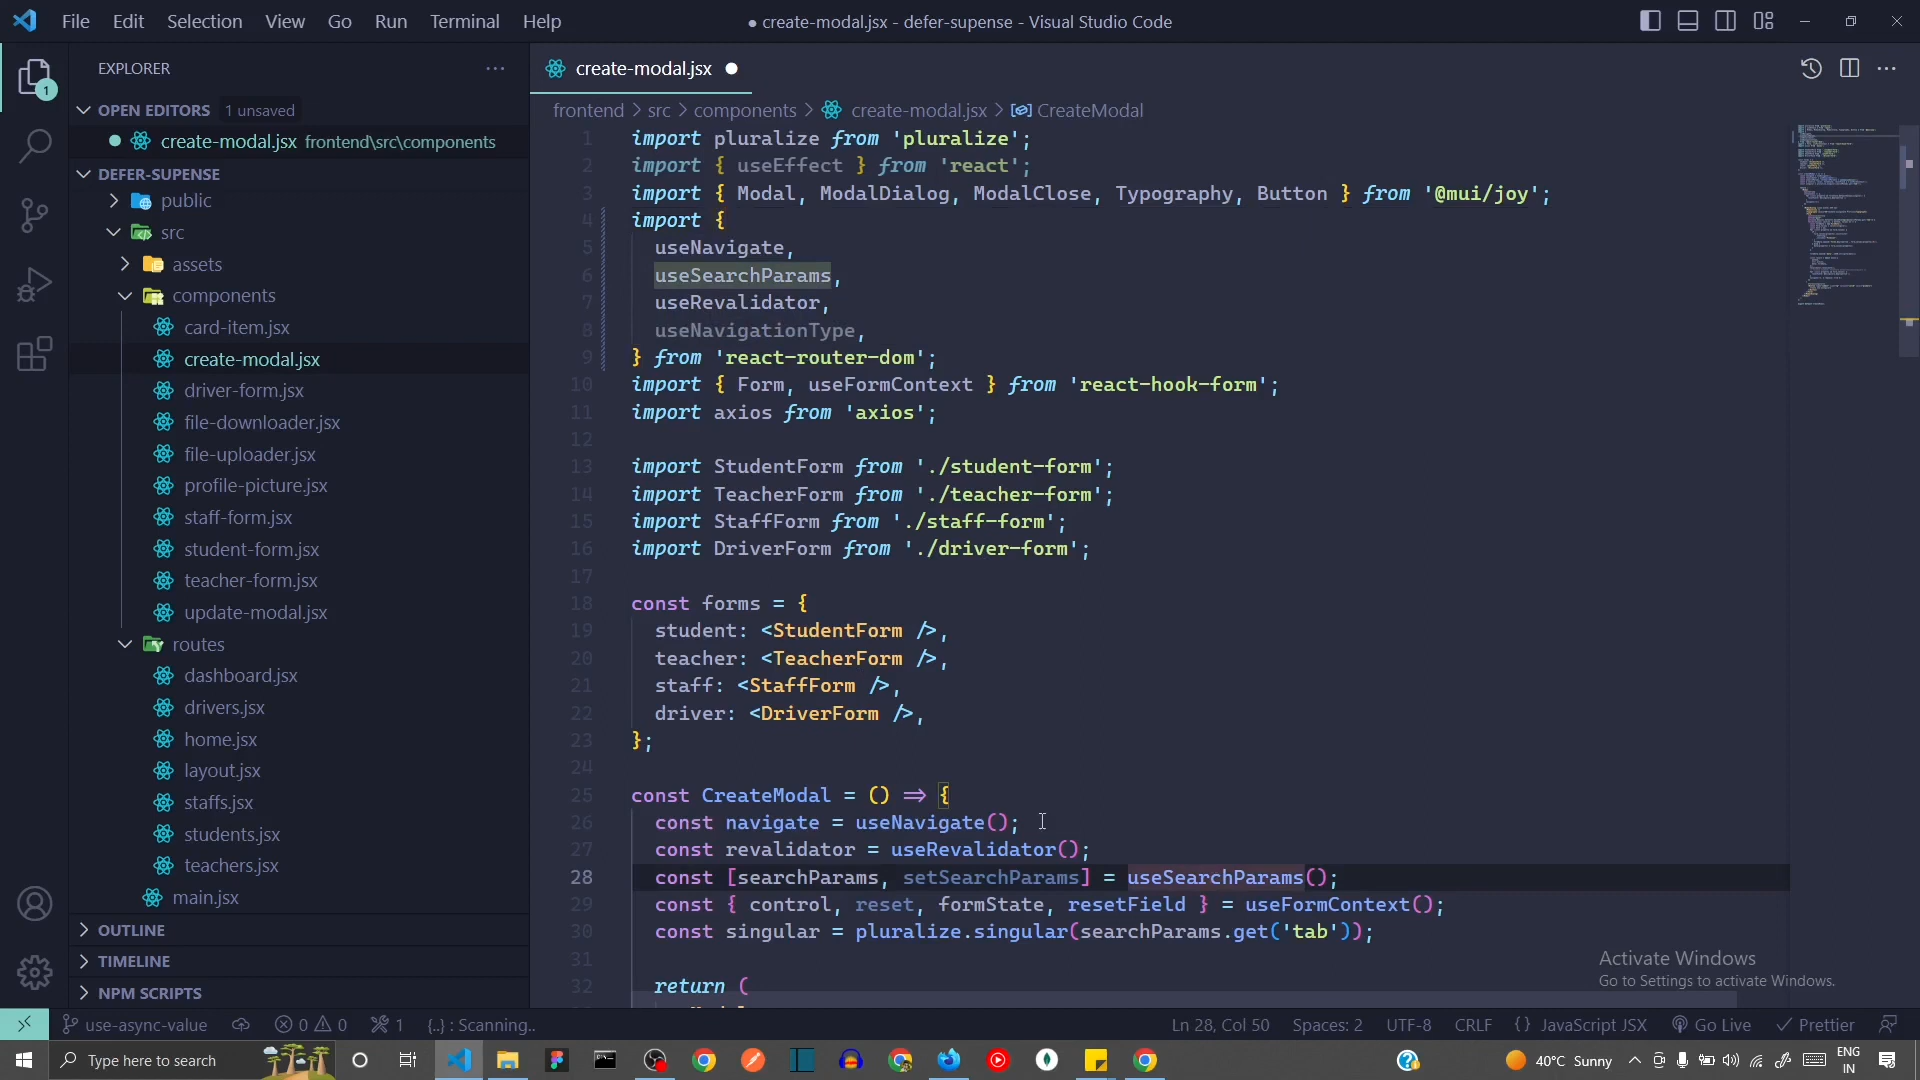 File Edit Selection View Go Run Terminal Help
● create-modal.jsx - defer-supense - Visual Studio Code
1
EXPLORER
OPEN EDITORS 1 unsaved
create-modal.jsx frontend\src\components
DEFER-SUPENSE
public
src
assets
components
card-item.jsx
create-modal.jsx
driver-form.jsx
file-downloader.jsx
file-uploader.jsx
profile-picture.jsx
staff-form.jsx
student-form.jsx
teacher-form.jsx
update-modal.jsx
routes
dashboard.jsx
drivers.jsx
home.jsx
layout.jsx
staffs.jsx
students.jsx
teachers.jsx
main.jsx
OUTLINE
TIMELINE
NPM SCRIPTS
create-modal.jsx
frontend > src > components > create-modal.jsx > CreateModal
1 import pluralize from 'pluralize';
2 import { useEffect } from 'react';
3 import { Modal, ModalDialog, ModalClose, Typography, Button } from '@mui/joy';
4 import {
5 useNavigate,
6 useSearchParams,
7 useRevalidator,
8 useNavigationType,
9 } from 'react-router-dom';
10 import { Form, useFormContext } from 'react-hook-form';
11 import axios from 'axios';
12
13 import StudentForm from './student-form';
14 import TeacherForm from './teacher-form';
15 import StaffForm from './staff-form';
16 import DriverForm from './driver-form';
17
18 const forms = {
19 student: <StudentForm />,
20 teacher: <TeacherForm />,
21 staff: <StaffForm />,
22 driver: <DriverForm />,
23 };
24
25 const CreateModal = () => {
26 const navigate = useNavigate();
27 const revalidator = useRevalidator();
28 const [searchParams, setSearchParams] = useSearchParams();
29 const { control, reset, formState, resetField } = useFormContext();
30 const singular = pluralize.singular(searchParams.get('tab'));
31
32 return (
Activate Windows
Go to Settings to activate Windows.
use-async-value 0 0 1 {..} : Scanning.. Ln 28, Col 50 Spaces: 2 UTF-8 CRLF {} JavaScript JSX Go Live Prettier
Type here to search
40°C Sunny
ENG
IN